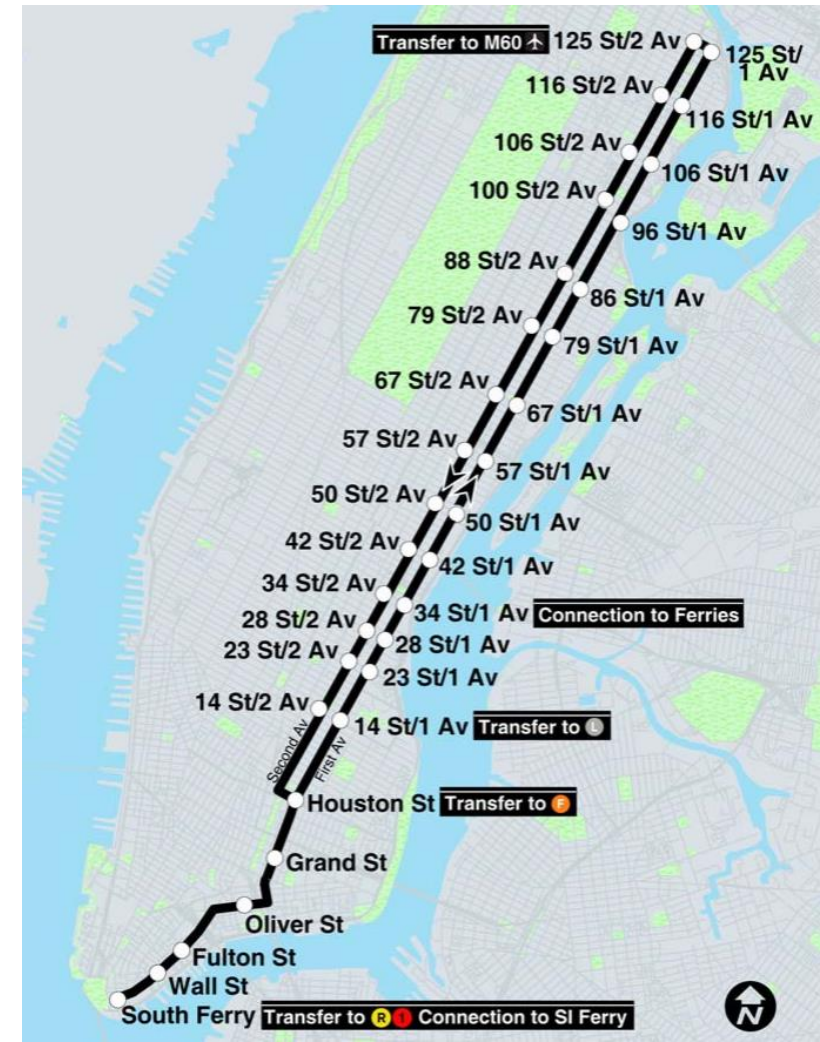 Transfer to M60 125 St/2 Av
125 St/
1 Av
116 St/2 Av
116 St/1 Av
106 St/2 Av
106 St/1 Av
100 St/2 Av
96 St/1 Av
88 St/2 Av
86 St/1 Av
79 St/2 Av
79 St/1 Av
67 St/2 Av
67 St/1 Av
57 St/2 Av
57 St/1 Av
50 St/2 Av
50 St/1 Av
42 St/2 Av
42 St/1 Av
34 St/2 Av
34 St/1 Av Connection to Ferries
28 St/2 Av
28 St/1 Av
23 St/2 Av
23 St/1 Av
14 St/2 Av
14 St/1 Av Transfer to L
Second Av
First Av
Houston St Transfer to F
Grand St
Oliver St
Fulton St
Wall St
South Ferry Transfer to R 1 Connection to SI Ferry
N